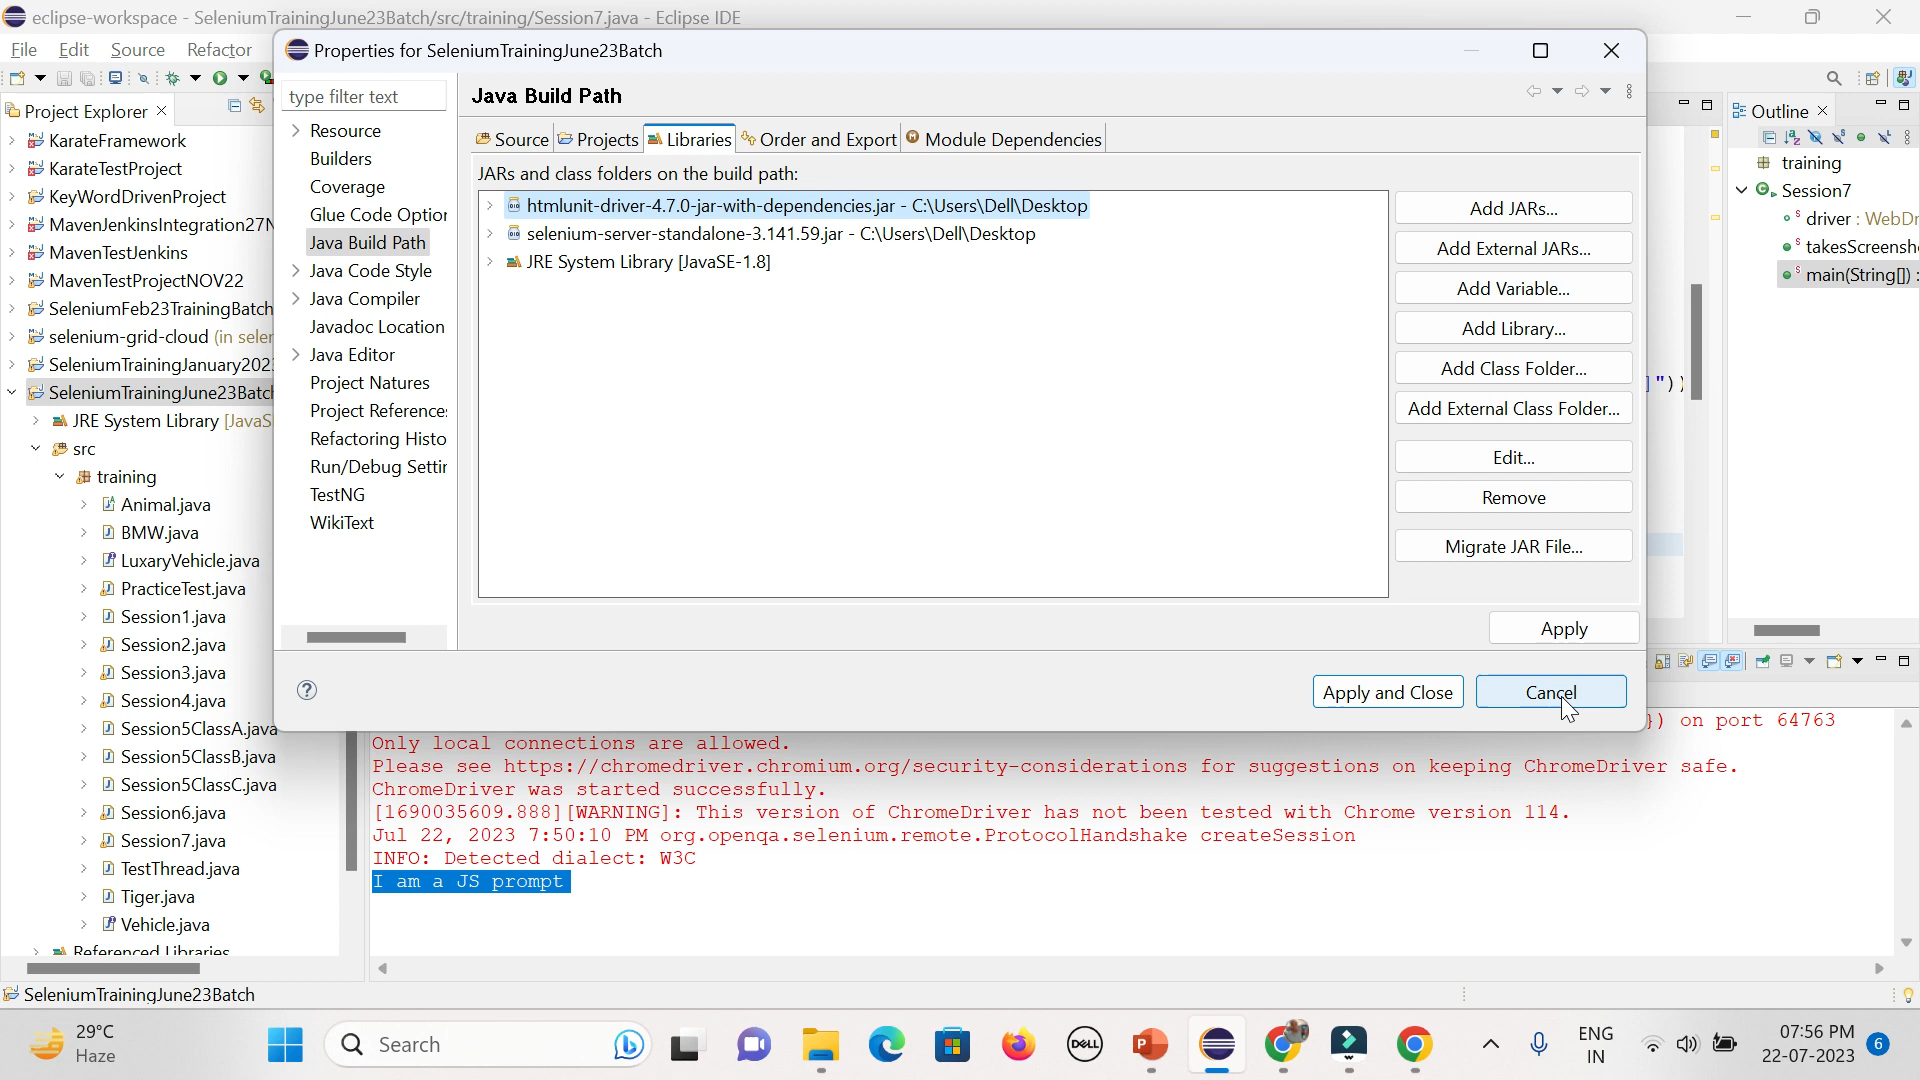 eclipse-workspace - SeleniumTrainingJune23Batch/src/training/Session7.java - Eclipse IDE
File Edit Source Refactor
Project Explorer
KarateFramework
KarateTestProject
KeyWordDrivenProject
MavenJenkinsIntegration27N
MavenTestJenkins
MavenTestProjectNOV22
SeleniumFeb23TrainingBatch
selenium-grid-cloud (in seler
SeleniumTrainingJanuary202
SeleniumTrainingJune23Batch
JRE System Library [JavaS
src
training
Animal.java
BMW.java
LuxaryVehicle.java
PracticeTest.java
Session1.java
Session2.java
Session3.java
Session4.java
Session5ClassA.java
Session5ClassB.java
Session5ClassC.java
Session6.java
Session7.java
TestThread.java
Tiger.java
Vehicle.java
Referenced Libraries
SeleniumTrainingJune23Batch
Properties for SeleniumTrainingJune23Batch
type filter text
Resource
Builders
Coverage
Glue Code Option
Java Build Path
Java Code Style
Java Compiler
Javadoc Location
Java Editor
Project Natures
Project References
Refactoring Histo
Run/Debug Settin
TestNG
WikiText
Java Build Path
Source Projects Libraries Order and Export Module Dependencies
JARs and class folders on the build path:
htmlunit-driver-4.7.0-jar-with-dependencies.jar - C:\Users\Dell\Desktop
selenium-server-standalone-3.141.59.jar - C:\Users\Dell\Desktop
JRE System Library [JavaSE-1.8]
Add JARs...
Add External JARs...
Add Variable...
Add Library...
Add Class Folder...
Add External Class Folder...
Edit...
Remove
Migrate JAR File...
Apply
Apply and Close Cancel
]"))
Outline
training
Session7
driver : WebDr
takesScreensh
main(String[]) :
}) on port 64763
Only local connections are allowed.
Please see https://chromedriver.chromium.org/security-considerations for suggestions on keeping ChromeDriver safe.
ChromeDriver was started successfully.
[1690035609.888][WARNING]: This version of ChromeDriver has not been tested with Chrome version 114.
Jul 22, 2023 7:50:10 PM org.openqa.selenium.remote.ProtocolHandshake createSession
INFO: Detected dialect: W3C
I am a JS prompt
29°C
Haze
Search
DELL
ENG
IN
07:56 PM
22-07-2023
6